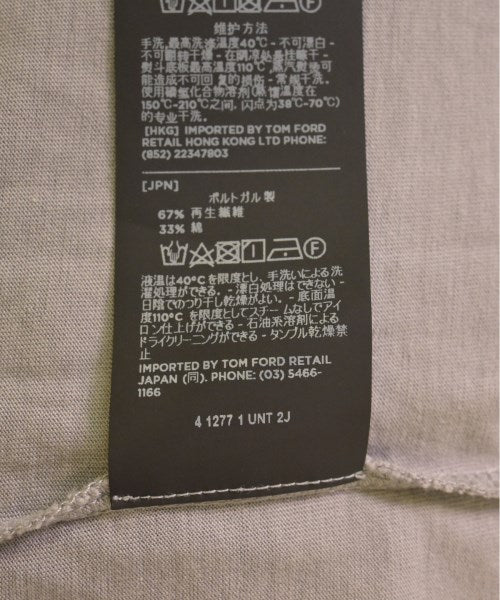 维护方法
手洗,最高洗液温度40℃ - 不可漂白 -
不可翻转干燥 - 在阴凉处悬挂晾干 -
熨斗底板最高温度110℃,蒸汽熨烫可
能造成不可回复的损伤 - 常规干洗,
使用碳氢化合物溶剂(蒸馏温度在
150℃-210℃之间,闪点为38℃-70℃)
的专业干洗。
[HKG] IMPORTED BY TOM FORD
RETAIL HONG KONG LTD PHONE:
(852) 22347803
[JPN]
ポルトガル製
67% 再生繊維
33% 綿
液温は40℃を限度とし、手洗いによる洗
濯処理ができる。- 漂白処理はできない -
日陰でのつり干し乾燥がよい。- 底面温
度110℃ を限度としてスチームなしでアイ
ロン仕上げができる - 石油系溶剤による
ドライクリーニングができる - タンブル乾燥禁
止
IMPORTED BY TOM FORD RETAIL
JAPAN (同). PHONE: (03) 5466-
1166
4 1277 1 UNT 2J